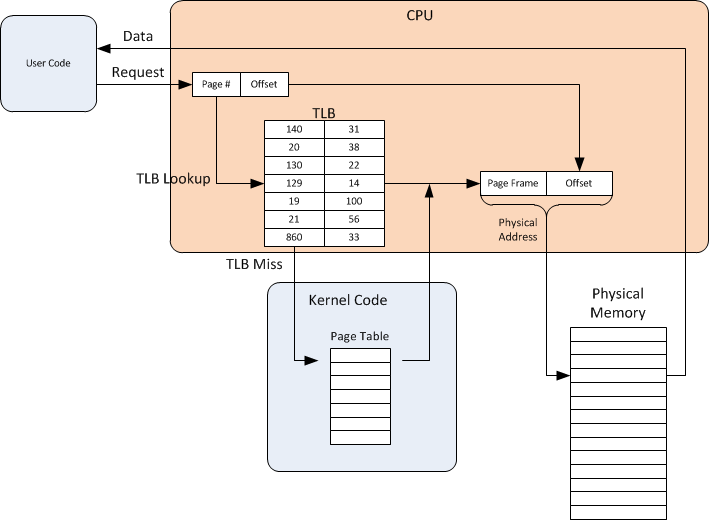 CPU
Data
User Code
Request
Page # Offset
TLB
140 31
20 38
130 22
TLB Lookup
129 14
Page Frame Offset
19 100
21 56
860 33
Physical
Address
TLB Miss
Kernel Code
Page Table
Physical
Memory